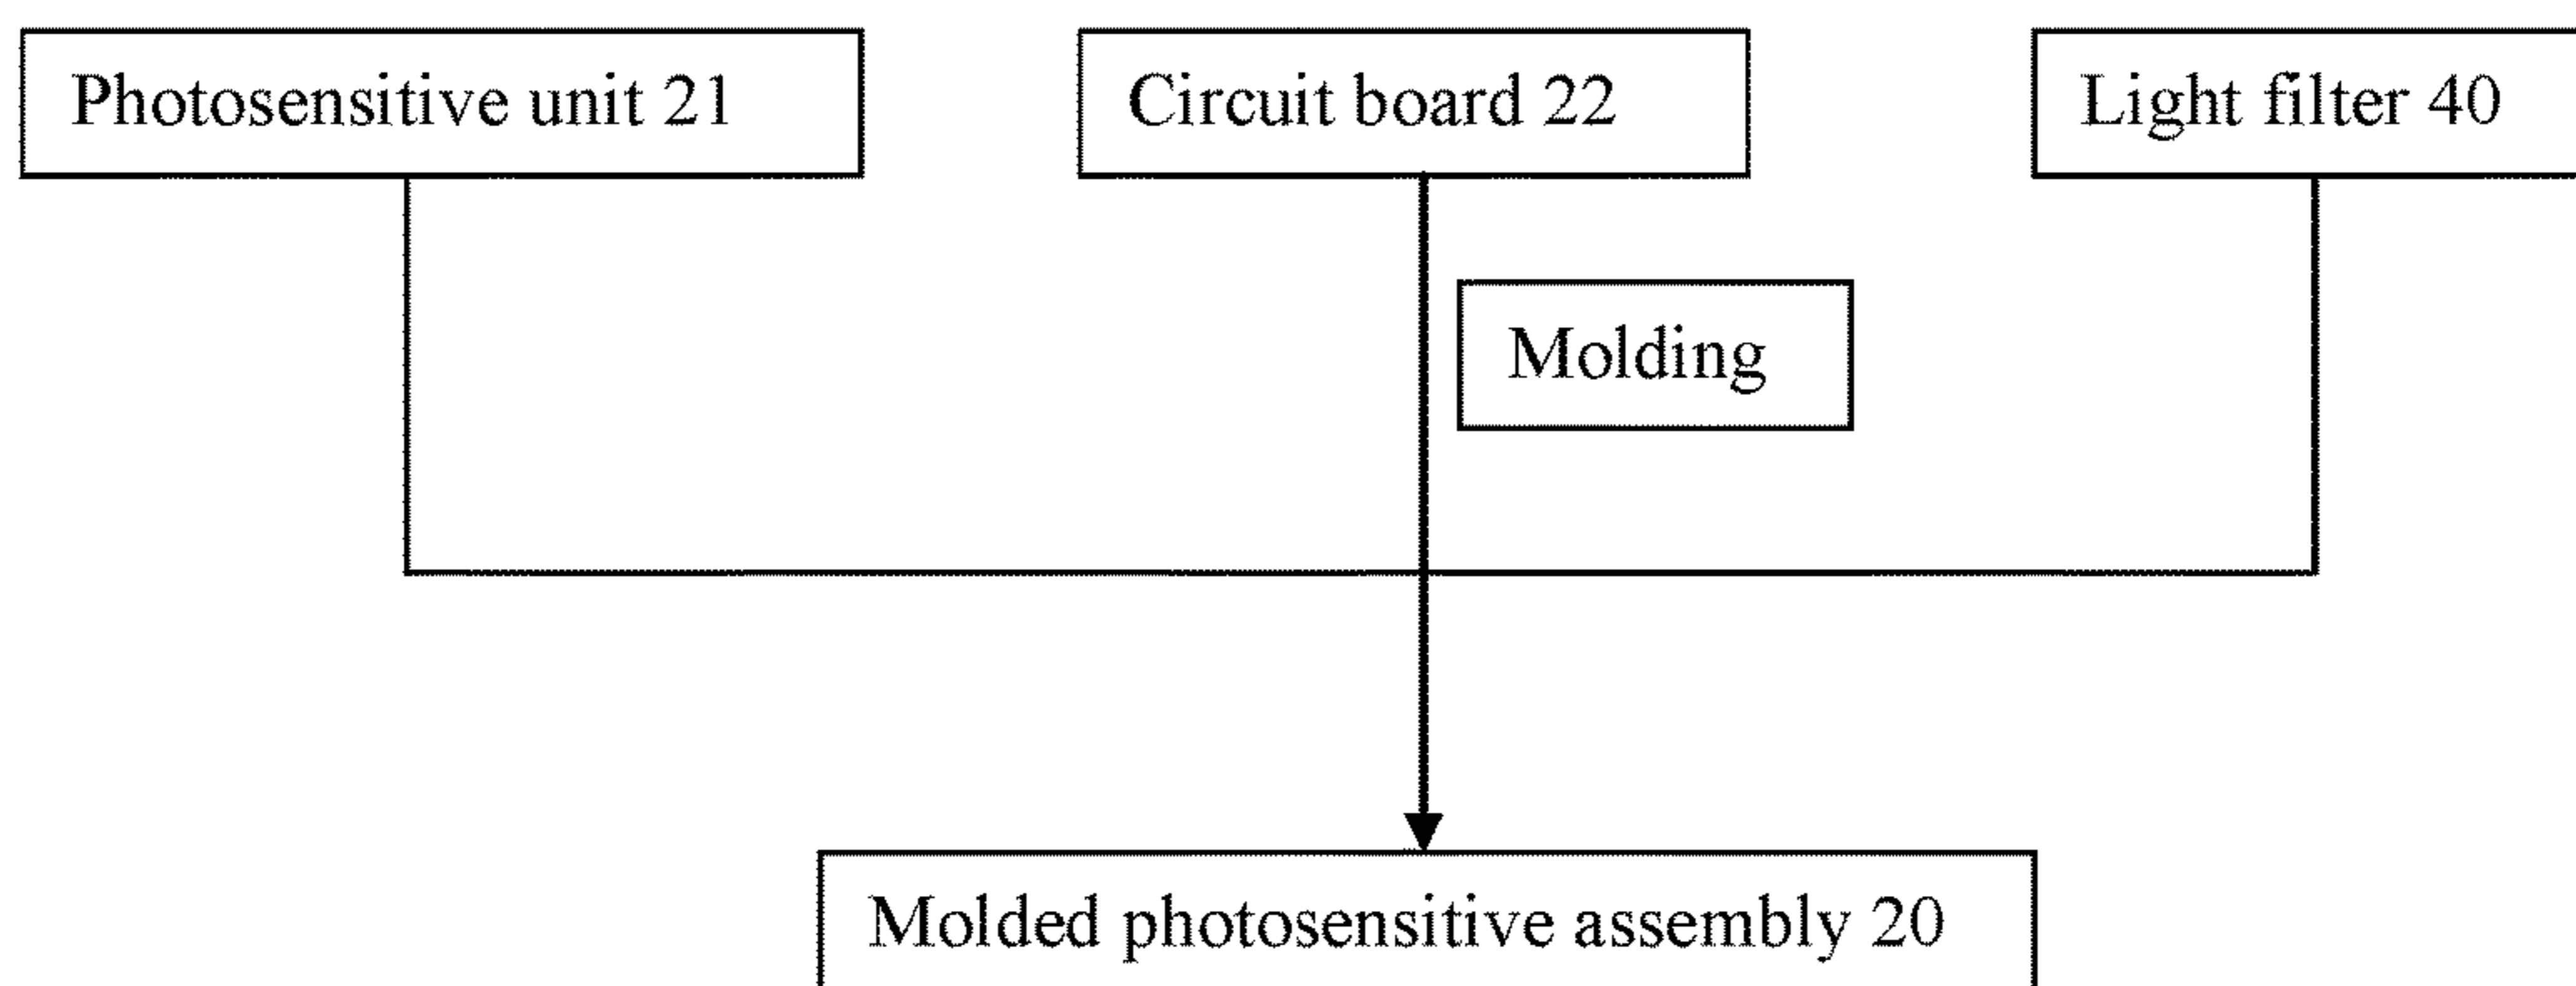 Photosensitive unit 21
Circuit board 22
Light filter 40
Molding
Molded photosensitive assembly 20